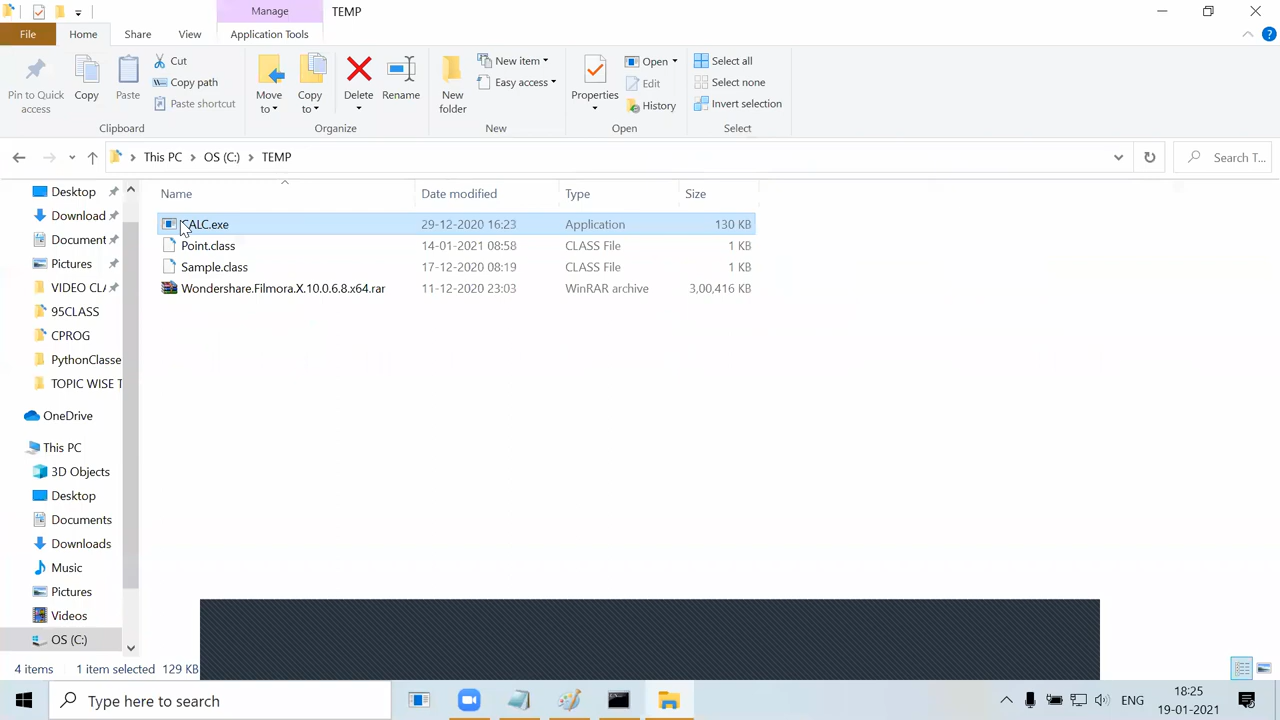 Manage TEMP
File Home Share View Application Tools
Pin to Quick access
Copy
Paste
Cut
Copy path
Paste shortcut
Clipboard
Move to
Copy to
Delete
Rename
Organize
New folder
New item
Easy access
New
Properties
Open
Edit
History
Open
Select all
Select none
Invert selection
Select
This PC > OS (C:) > TEMP
Search T...
Name Date modified Type Size
CALC.exe 29-12-2020 16:23 Application 130 KB
Point.class 14-01-2021 08:58 CLASS File 1 KB
Sample.class 17-12-2020 08:19 CLASS File 1 KB
Wondershare.Filmora.X.10.0.6.8.x64.rar 11-12-2020 23:03 WinRAR archive 3,00,416 KB
Desktop
Download
Document
Pictures
VIDEO CLA
95CLASS
CPROG
PythonClasse
TOPIC WISE T
OneDrive
This PC
3D Objects
Desktop
Documents
Downloads
Music
Pictures
Videos
OS (C:)
4 items 1 item selected 129 KB
Type here to search
ENG
18:25
19-01-2021